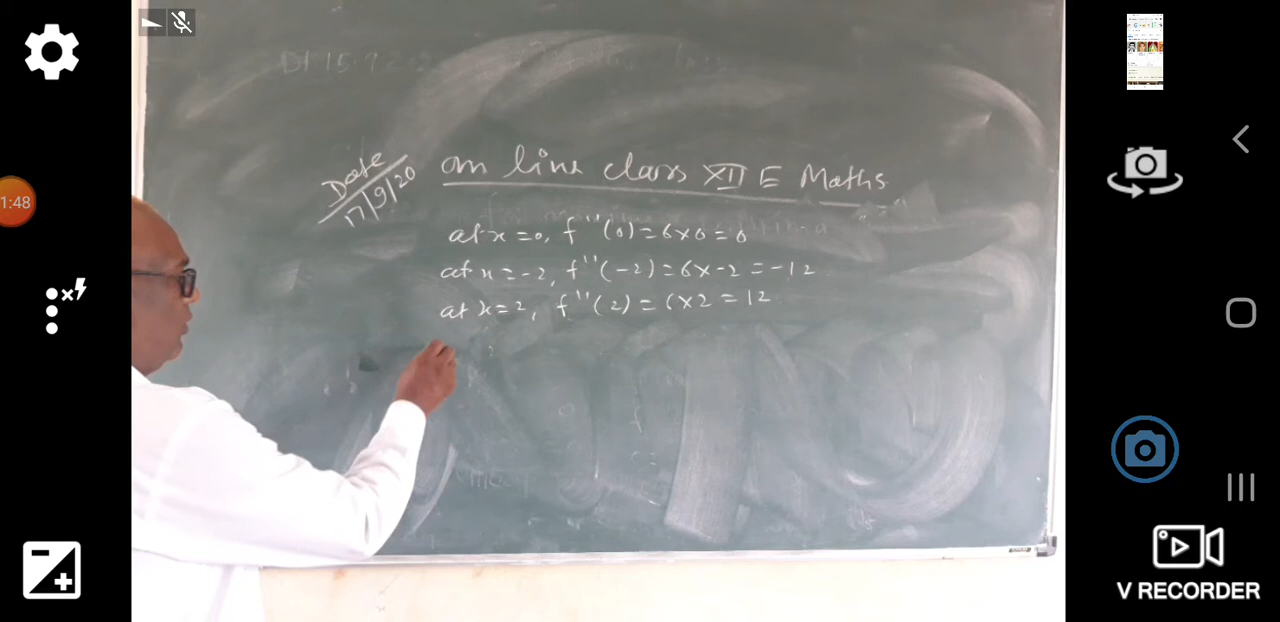 1:48
Date
17/9/20
on line class XII E Maths
at x = 0, f''(0) = 6 x 0 = 0
at x = -2, f''(-2) = 6 x -2 = -12
at x = 2, f''(2) = 6 x 2 = 12
V RECORDER